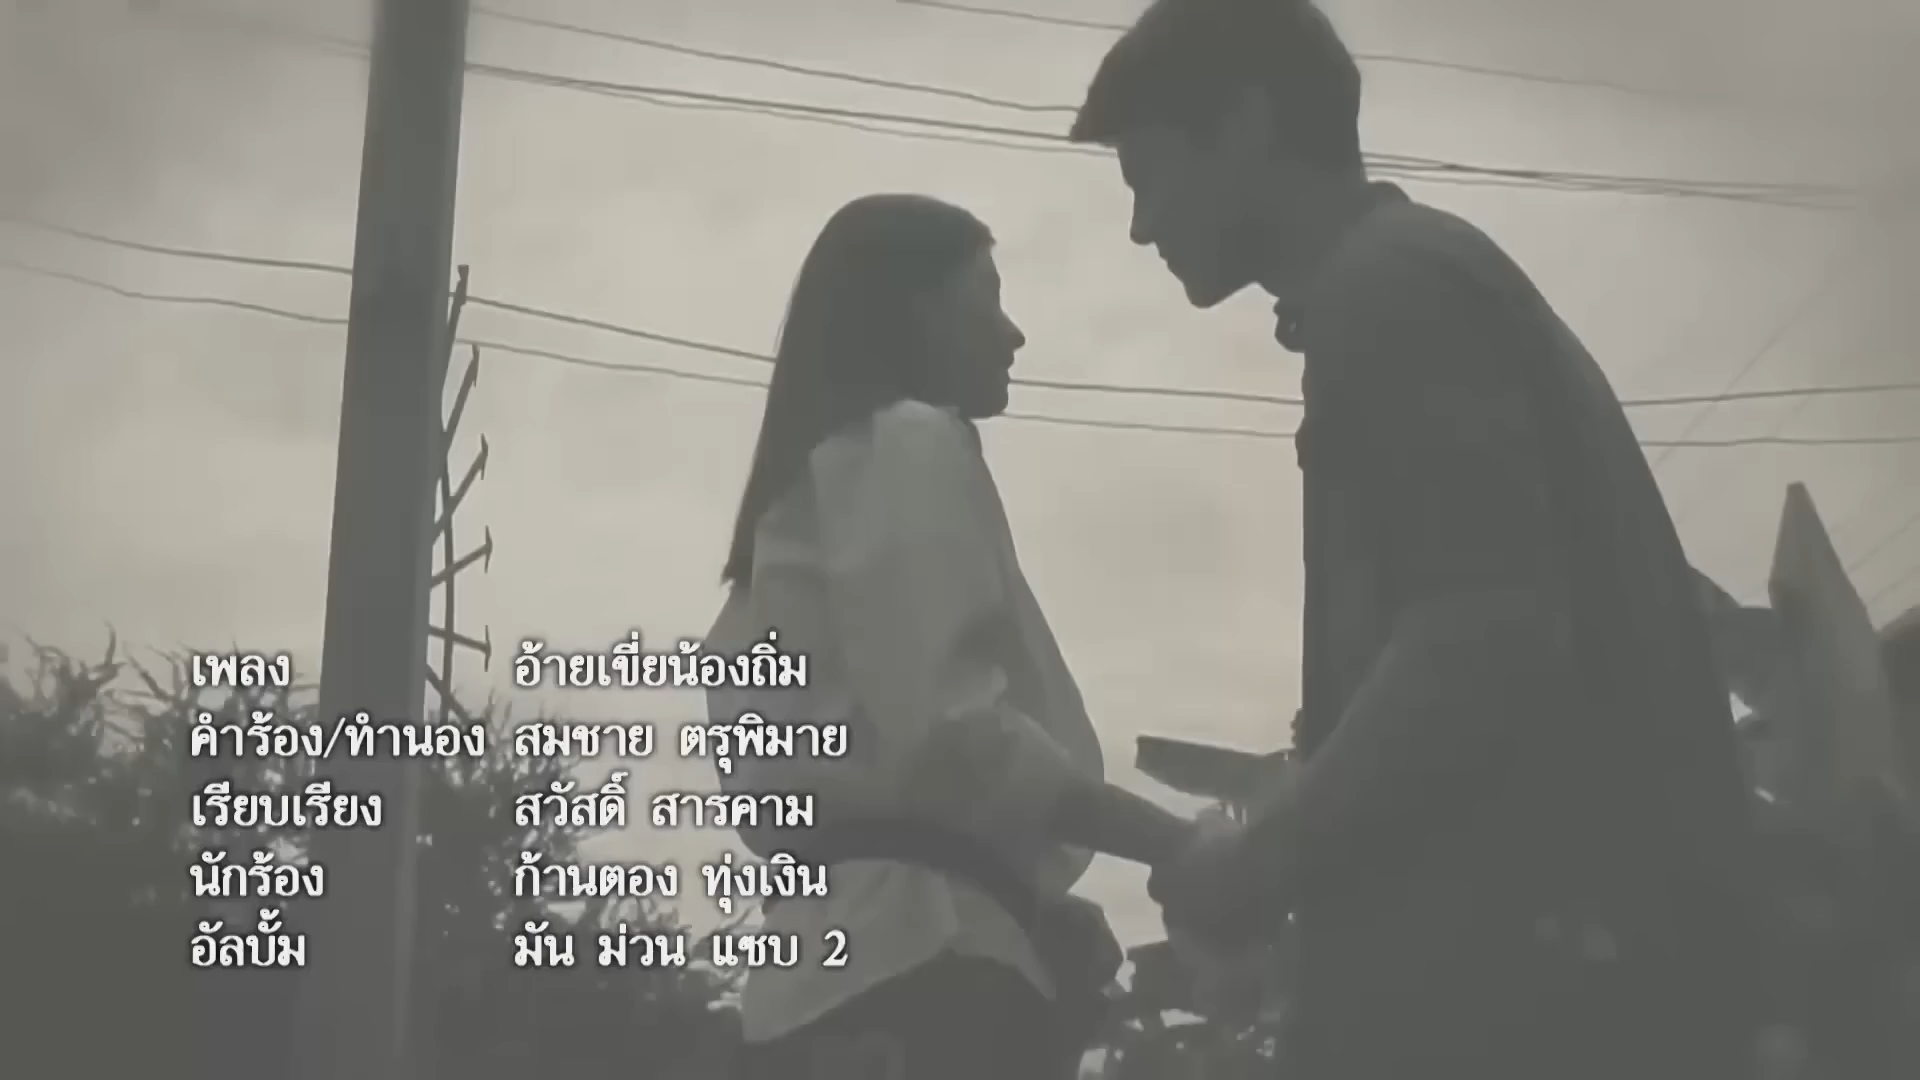 เพลง อ้ายเขี่ยน้องถิ่ม
คำร้อง/ทำนอง สมชาย ตรุพิมาย
เรียบเรียง สวัสดิ์ สารคาม
นักร้อง ก้านตอง ทุ่งเงิน
อัลบั้ม มัน ม่วน แซบ 2